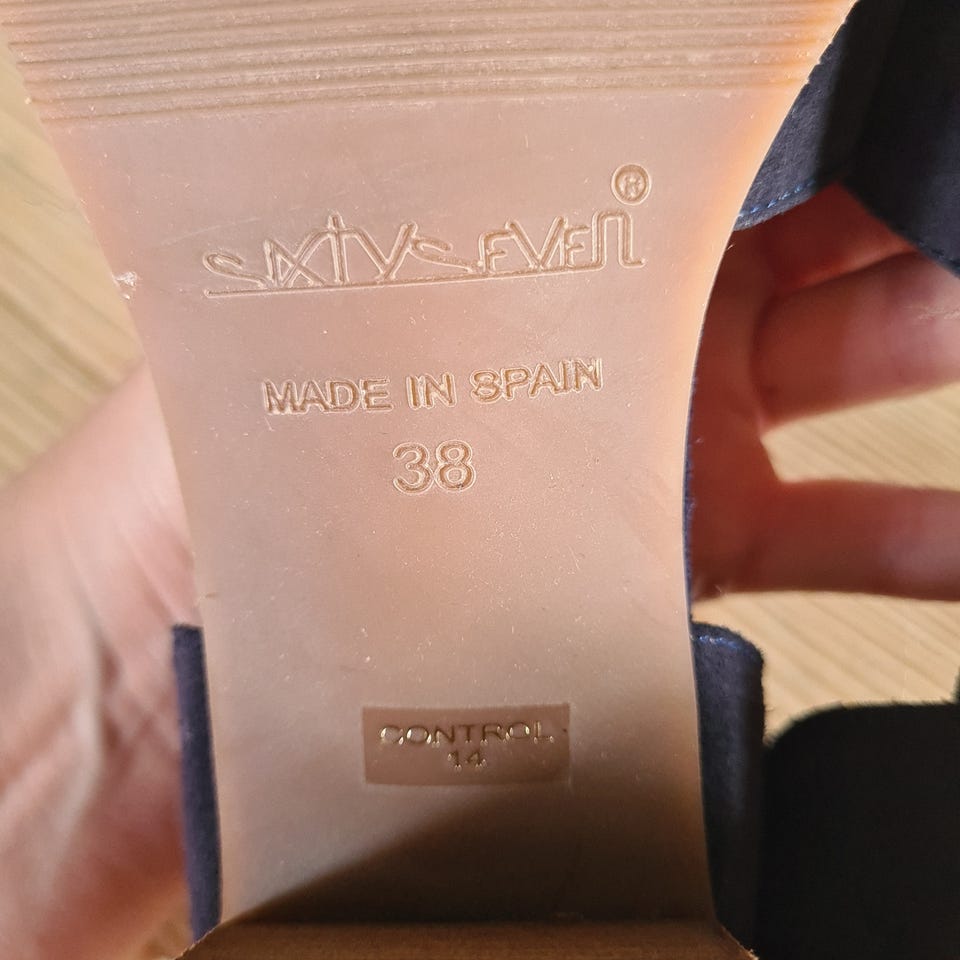 SIXTYSEVEN®
MADE IN SPAIN
38
CONTROL
14